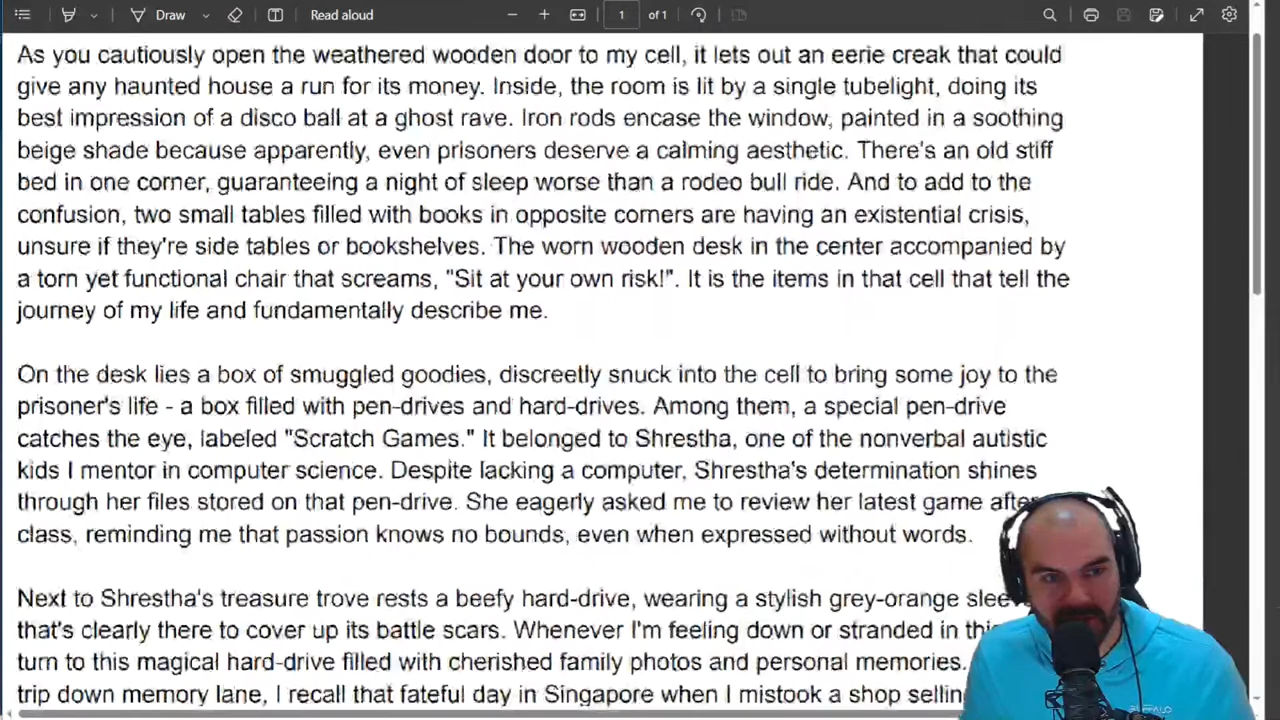 Draw
Read aloud
1
of 1
As you cautiously open the weathered wooden door to my cell, it lets out an eerie creak that could
give any haunted house a run for its money. Inside, the room is lit by a single tubelight, doing its
best impression of a disco ball at a ghost rave. Iron rods encase the window, painted in a soothing
beige shade because apparently, even prisoners deserve a calming aesthetic. There's an old stiff
bed in one corner, guaranteeing a night of sleep worse than a rodeo bull ride. And to add to the
confusion, two small tables filled with books in opposite corners are having an existential crisis,
unsure if they're side tables or bookshelves. The worn wooden desk in the center accompanied by
a torn yet functional chair that screams, "Sit at your own risk!". It is the items in that cell that tell the
journey of my life and fundamentally describe me.
On the desk lies a box of smuggled goodies, discreetly snuck into the cell to bring some joy to the
prisoner's life - a box filled with pen-drives and hard-drives. Among them, a special pen-drive
catches the eye, labeled "Scratch Games." It belonged to Shrestha, one of the nonverbal autistic
kids I mentor in computer science. Despite lacking a computer, Shrestha's determination shines
through her files stored on that pen-drive. She eagerly asked me to review her latest game after
class, reminding me that passion knows no bounds, even when expressed without words.
Next to Shrestha's treasure trove rests a beefy hard-drive, wearing a stylish grey-orange
that's clearly there to cover up its battle scars. Whenever I'm feeling down or stranded in
turn to this magical hard-drive filled with cherished family photos and personal memories.
trip down memory lane, I recall that fateful day in Singapore when I mistook a shop